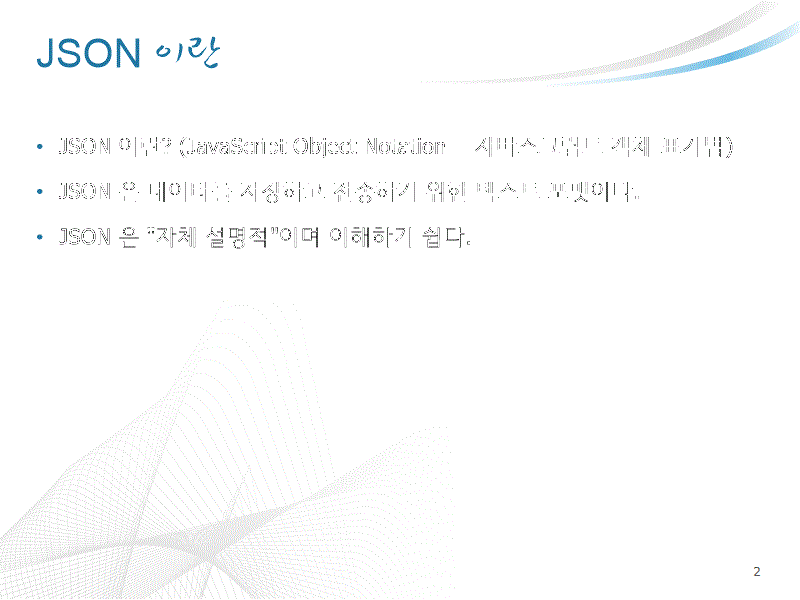 JSON 이란
• JSON 이란? (JavaScript Object Notation – 자바스크립트 객체 표기법)
• JSON 은 데이터를 저장하고 전송하기 위한 텍스트 포맷이다.
• JSON 은 "자체 설명적"이며 이해하기 쉽다.
2